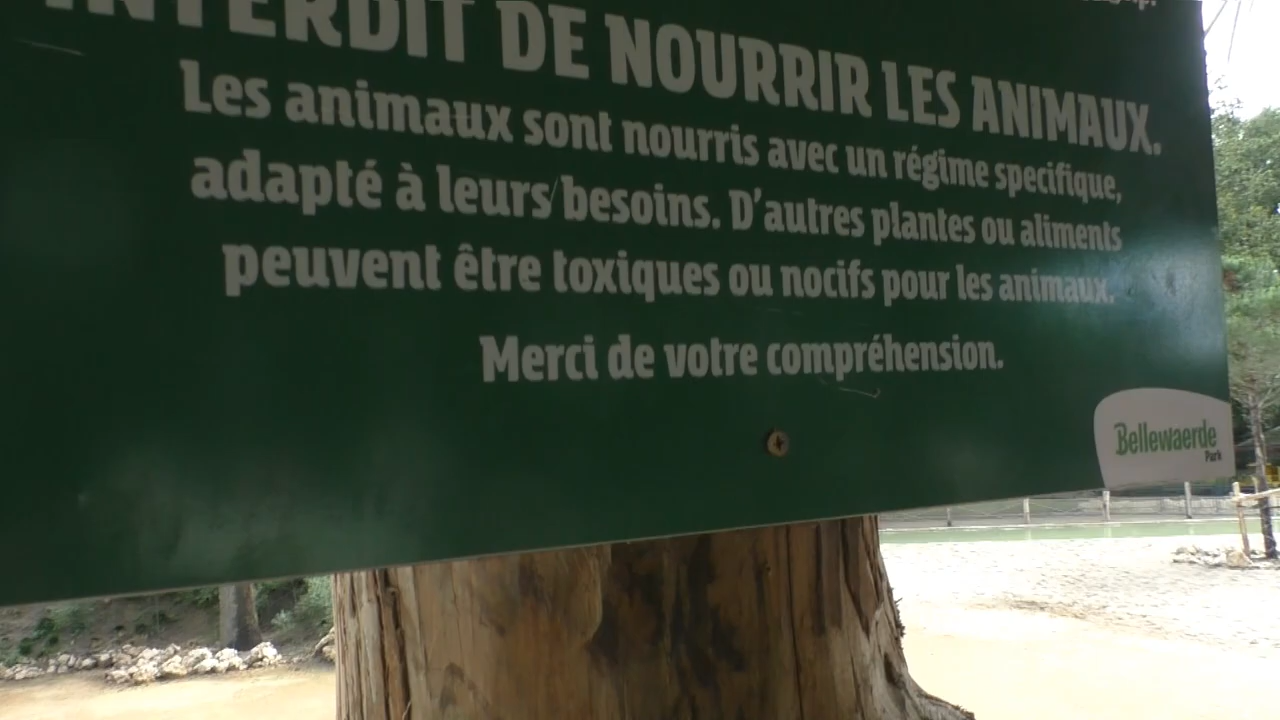 INTERDIT DE NOURRIR LES ANIMAUX.
Les animaux sont nourris avec un régime specifique,
adapté à leurs besoins. D'autres plantes ou aliments
peuvent être toxiques ou nocifs pour les animaux.
Merci de votre compréhension.
Bellewaerde
Park